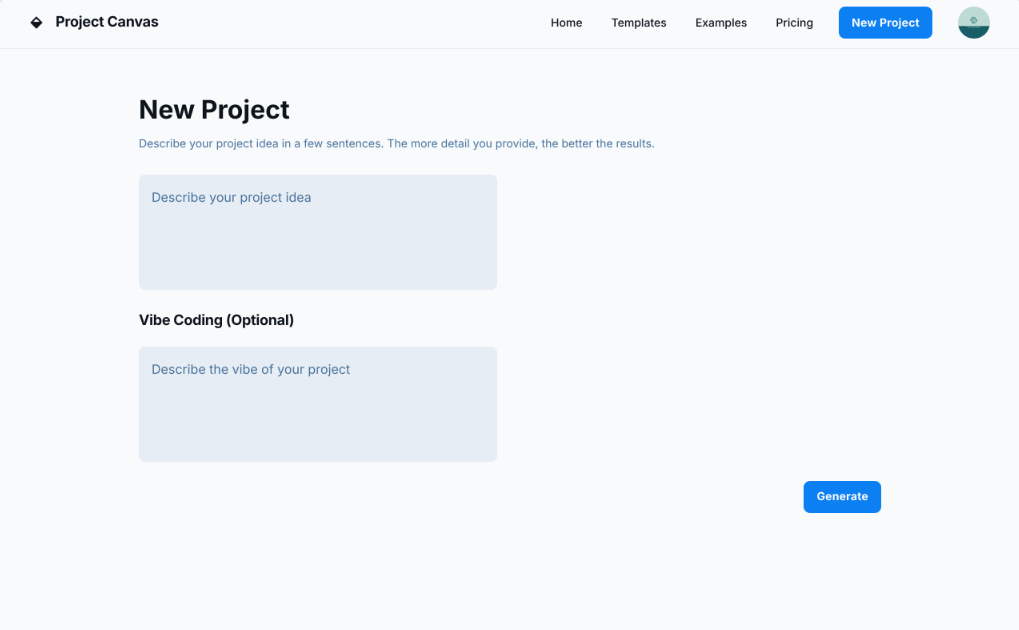 Project Canvas
Home
Templates
Examples
Pricing
New Project
New Project
Describe your project idea in a few sentences. The more detail you provide, the better the results.
Describe your project idea
Vibe Coding (Optional)
Describe the vibe of your project
Generate